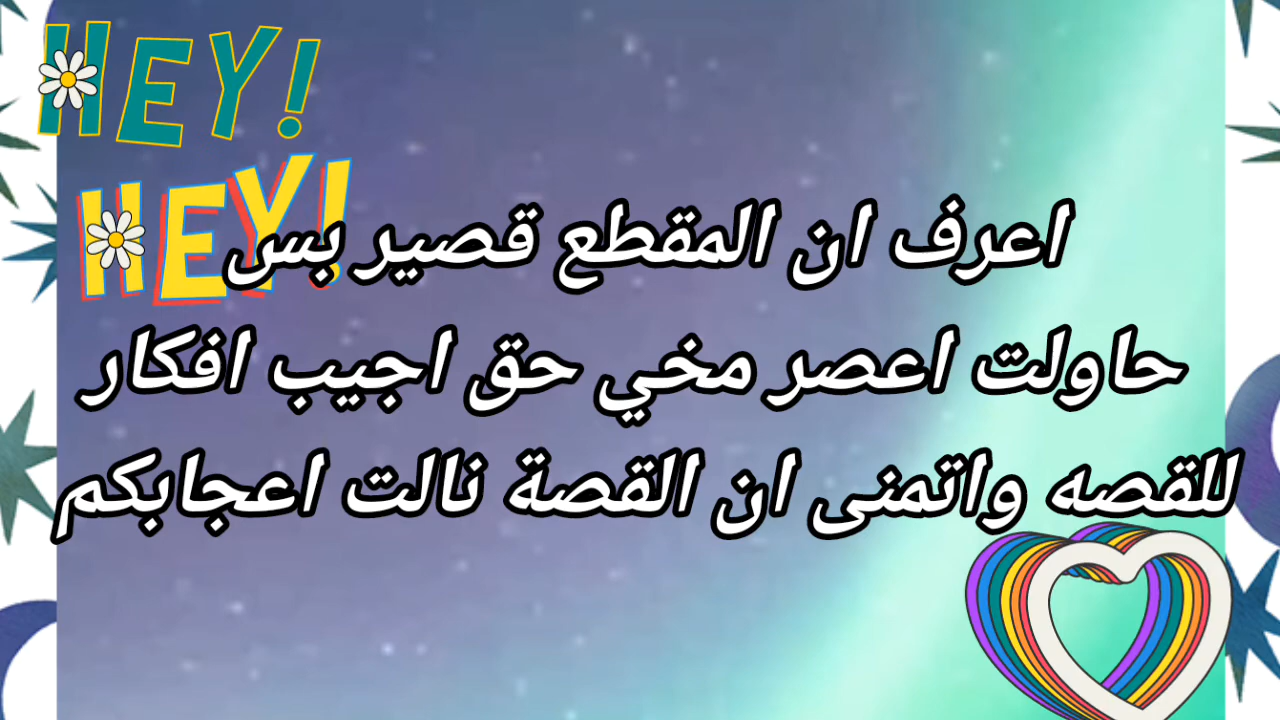 HEY!
HEY!
اعرف ان المقطع قصير بس
حاولت اعصر مخي حق اجيب افكار
للقصه واتمنى ان القصة نالت اعجابكم